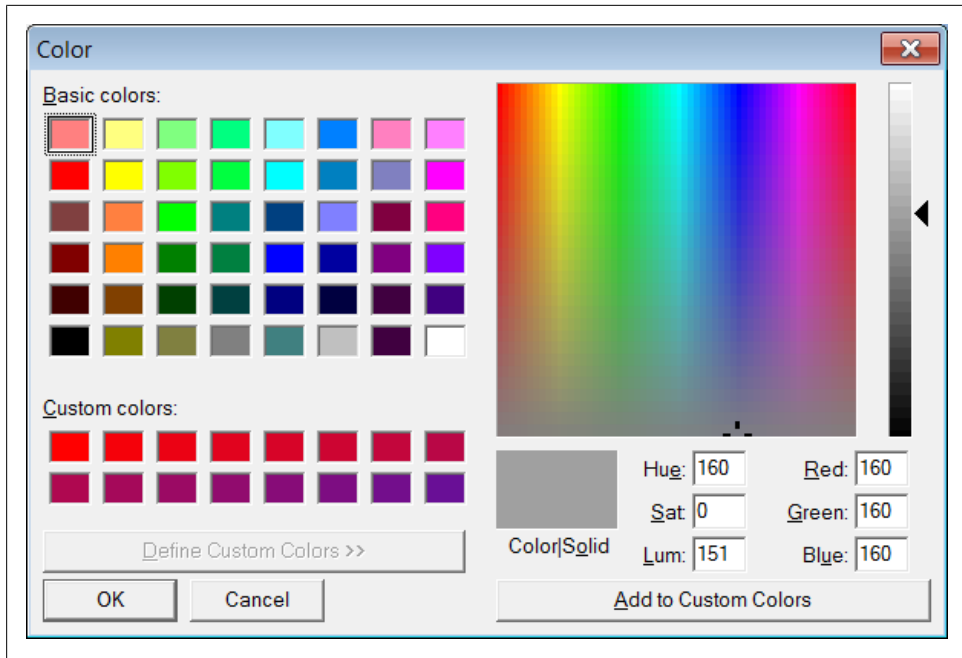 Color
Basic colors:
Custom colors:
Define Custom Colors >>
OK Cancel
Color|Solid
Hue: 160 Red: 160
Sat: 0 Green: 160
Lum: 151 Blue: 160
Add to Custom Colors